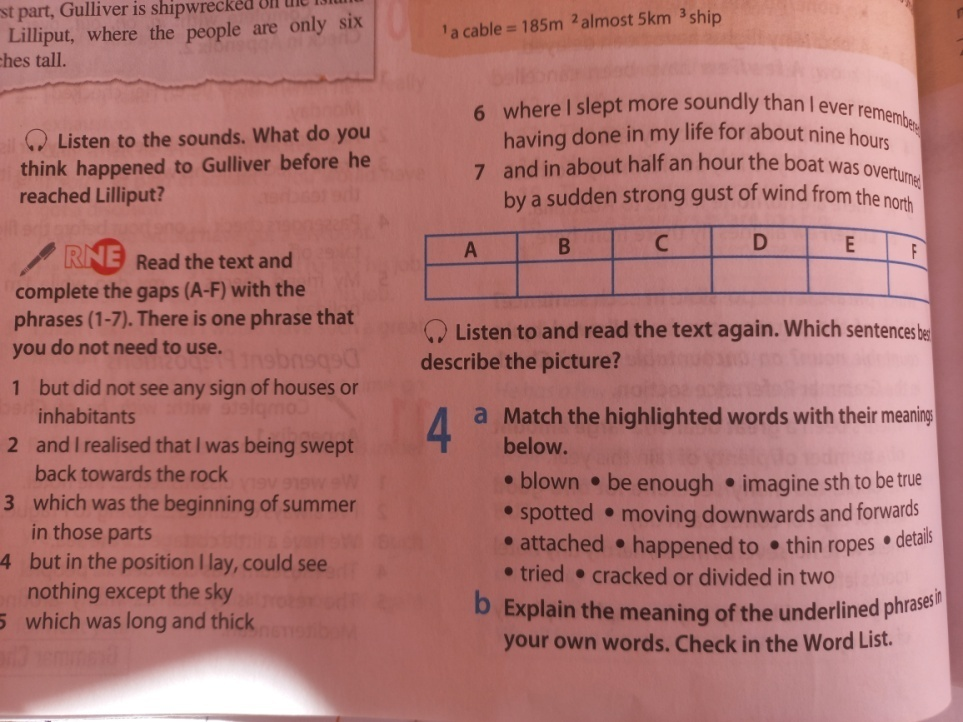 st part, Gulliver is shipwrecked on the island
Lilliput, where the people are only six
ches tall.
Listen to the sounds. What do you
think happened to Gulliver before he
reached Lilliput?
RNE Read the text and
complete the gaps (A-F) with the
phrases (1-7). There is one phrase that
you do not need to use.
1 but did not see any sign of houses or
inhabitants
2 and I realised that I was being swept
back towards the rock
3 which was the beginning of summer
in those parts
4 but in the position I lay, could see
nothing except the sky
5 which was long and thick
1 a cable = 185m 2 almost 5km 3 ship
6 where I slept more soundly than I ever remembered
having done in my life for about nine hours
7 and in about half an hour the boat was overturned
by a sudden strong gust of wind from the north
A B C D E F
Listen to and read the text again. Which sentences best
describe the picture?
4 a Match the highlighted words with their meanings
below.
• blown • be enough • imagine sth to be true
• spotted • moving downwards and forwards
• attached • happened to • thin ropes • details
• tried • cracked or divided in two
b Explain the meaning of the underlined phrases in
your own words. Check in the Word List.